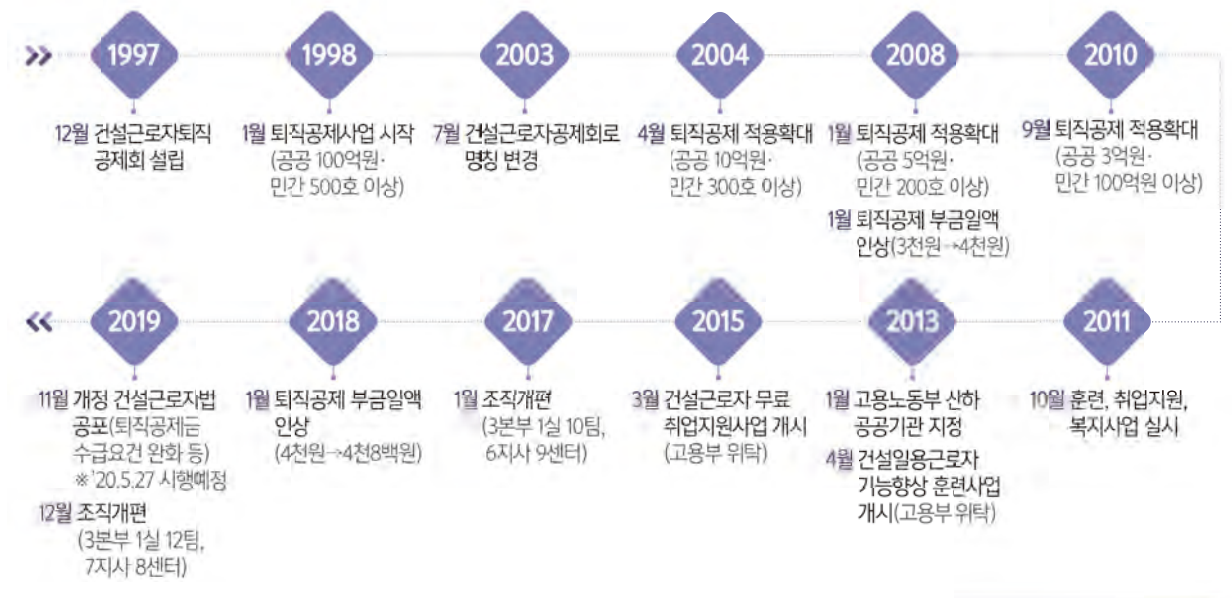 1997
12월 건설근로자퇴직
공제회 설립
1998
1월 퇴직공제사업 시작
(공공 100억원·
민간 500호 이상)
2003
7월 건설근로자공제회로
명칭 변경
2004
4월 퇴직공제 적용확대
(공공 10억원·
민간 300호 이상)
2008
1월 퇴직공제 적용확대
(공공 5억원·
민간 200호 이상)
1월 퇴직공제 부금일액
인상(3천원→4천원)
2010
9월 퇴직공제 적용확대
(공공 3억원·
민간 100억원 이상)
2011
10월 훈련, 취업지원,
복지사업 실시
2013
1월 고용노동부 산하
공공기관 지정
4월 건설일용근로자
기능향상 훈련사업
개시(고용부 위탁)
2015
3월 건설근로자 무료
취업지원사업 개시
(고용부 위탁)
2017
1월 조직개편
(3본부 1실 10팀,
6지사 9센터)
2018
1월 퇴직공제 부금일액
인상
(4천원→4천8백원)
2019
11월 개정 건설근로자법
공포(퇴직공제금
수급요건 완화 등)
※ '20.5.27 시행예정
12월 조직개편
(3본부 1실 12팀,
7지사 8센터)